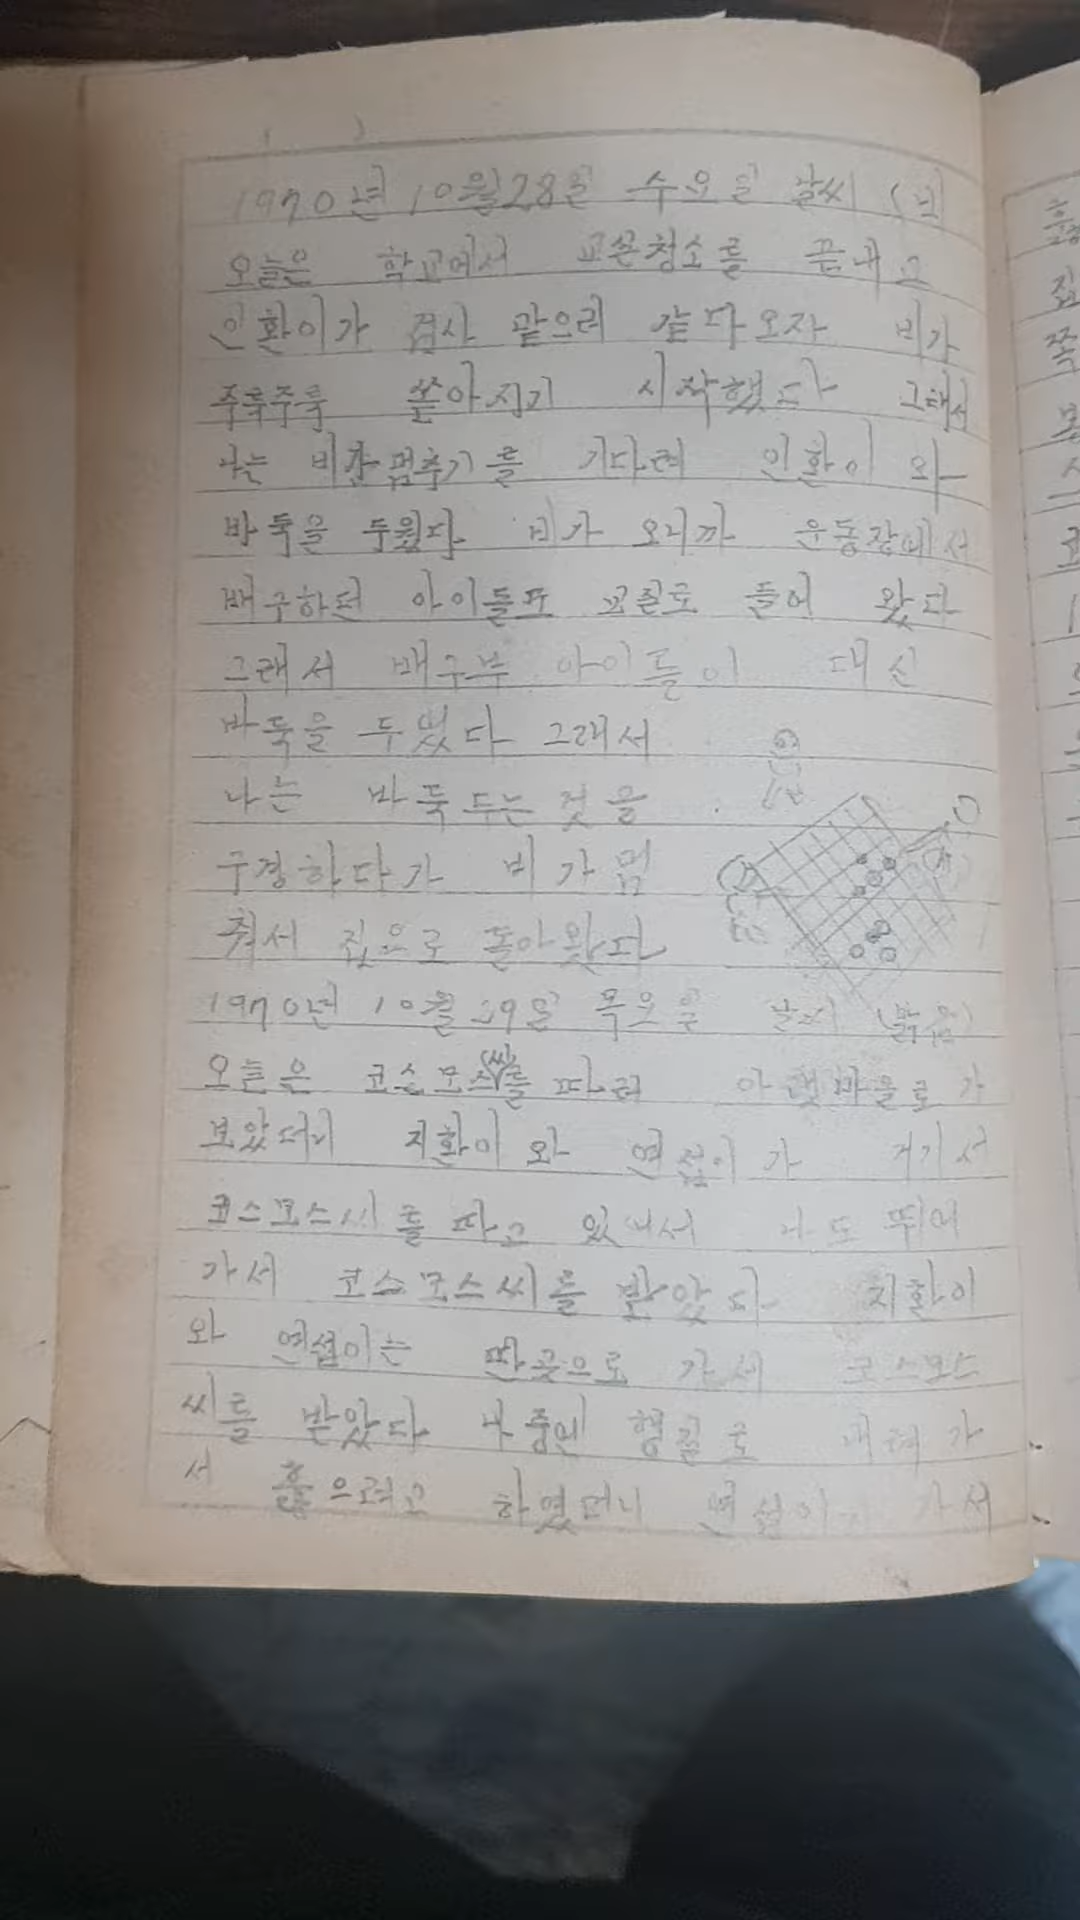 1970년 10월 28일 수요일 날씨 (비
오늘은 학교에서 교실청소를 끝내고
인환이가 검사 맡으러 갔다오자 비가
주룩주룩 쏟아지기 시작했다 그래서
나는 비가 멈추기를 기다려 인환이와
바둑을 두웠다 비가 오니까 운동장에서
배구하던 아이들도 교실로 들어 왔다
그래서 배구부 아이들이 대신
바둑을 두웠다 그래서
나는 바둑두는 것을
구경하다가 비가 멈
춰서 집으로 돌아왔다
1970년 10월 29일 목요일 날씨 (맑음)
오늘은 코스모스씨를 따러 아랫마을로 가
보았더니 지환이와 연섭이가 거기서
코스모스씨를 따고 있어서 나도 뛰어
가서 코스모스씨를 받았다 지환이
와 연섭이는 딴곳으로 가서 코스모스
씨를 받았다 나중에 행길로 내려가
서 훑으려고 하였더니 연섭이가 가서